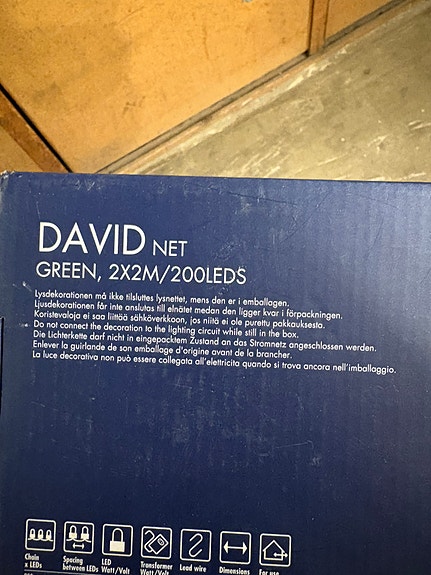 DAVID NET
GREEN, 2X2M/200LEDS
Lysdekorationen må ikke tilsluttes lysnettet, mens den er i emballagen.
Ljusdekorationen får inte anslutas till elnätet medan den ligger kvar i förpackningen.
Koristevaloja ei saa liittää sähköverkkoon, jos niitä ei ole purettu pakkauksesta.
Do not connect the decoration to the lighting circuit while still in the box.
Die Lichterkette darf nicht in eingepacktem Zustand an das Stromnetz angeschlossen werden.
Enlever la guirlande de son emballage d'origine avant de la brancher.
La luce decorativa non può essere collegata all'elettricita quando si trova ancora nell'imballaggio.
Chain x LEDs
Spacing between LEDs
LED Watt/Volt
Transformer Watt/Volt
Lead wire
Dimensions
For use